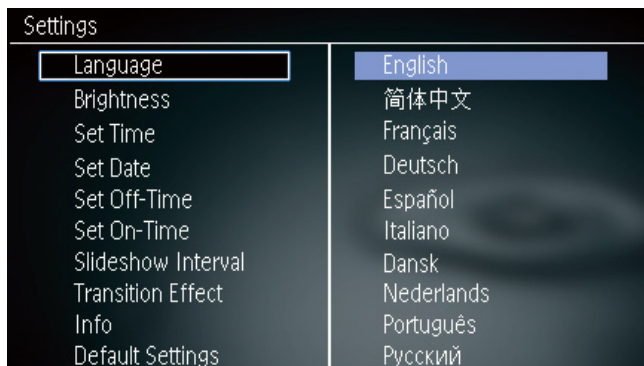 Settings
Language
Brightness
Set Time
Set Date
Set Off-Time
Set On-Time
Slideshow Interval
Transition Effect
Info
Default Settings
English
简体中文
Français
Deutsch
Español
Italiano
Dansk
Nederlands
Português
Русский